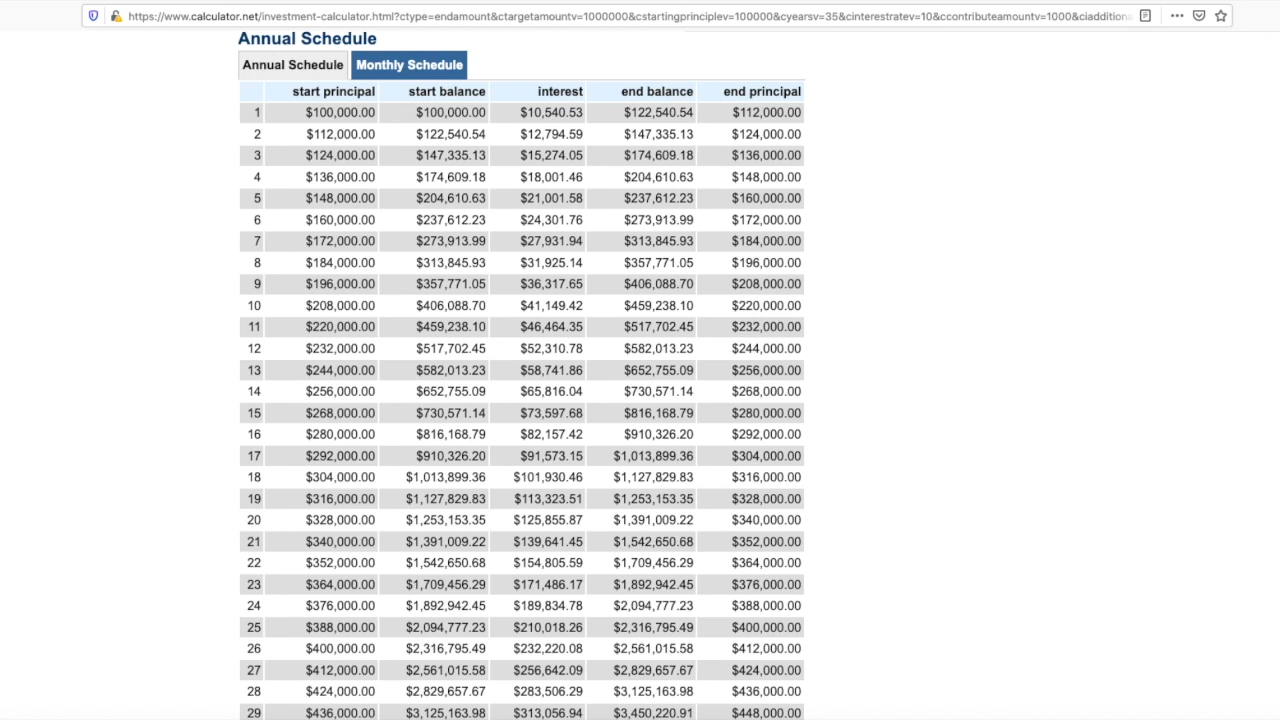 https://www.calculator.net/investment-calculator.html?ctype=endamount&ctargetamountv=1000000&cstartingprinciplev=100000&cyearsv=35&cinterestratev=10&ccontributeamountv=1000&ciadditiona
Annual Schedule
Annual Schedule Monthly Schedule
start principal start balance interest end balance end principal
1 $100,000.00 $100,000.00 $10,540.53 $122,540.54 $112,000.00
2 $112,000.00 $122,540.54 $12,794.59 $147,335.13 $124,000.00
3 $124,000.00 $147,335.13 $15,274.05 $174,609.18 $136,000.00
4 $136,000.00 $174,609.18 $18,001.46 $204,610.63 $148,000.00
5 $148,000.00 $204,610.63 $21,001.58 $237,612.23 $160,000.00
6 $160,000.00 $237,612.23 $24,301.76 $273,913.99 $172,000.00
7 $172,000.00 $273,913.99 $27,931.94 $313,845.93 $184,000.00
8 $184,000.00 $313,845.93 $31,925.14 $357,771.05 $196,000.00
9 $196,000.00 $357,771.05 $36,317.65 $406,088.70 $208,000.00
10 $208,000.00 $406,088.70 $41,149.42 $459,238.10 $220,000.00
11 $220,000.00 $459,238.10 $46,464.35 $517,702.45 $232,000.00
12 $232,000.00 $517,702.45 $52,310.78 $582,013.23 $244,000.00
13 $244,000.00 $582,013.23 $58,741.86 $652,755.09 $256,000.00
14 $256,000.00 $652,755.09 $65,816.04 $730,571.14 $268,000.00
15 $268,000.00 $730,571.14 $73,597.68 $816,168.79 $280,000.00
16 $280,000.00 $816,168.79 $82,157.42 $910,326.20 $292,000.00
17 $292,000.00 $910,326.20 $91,573.15 $1,013,899.36 $304,000.00
18 $304,000.00 $1,013,899.36 $101,930.46 $1,127,829.83 $316,000.00
19 $316,000.00 $1,127,829.83 $113,323.51 $1,253,153.35 $328,000.00
20 $328,000.00 $1,253,153.35 $125,855.87 $1,391,009.22 $340,000.00
21 $340,000.00 $1,391,009.22 $139,641.45 $1,542,650.68 $352,000.00
22 $352,000.00 $1,542,650.68 $154,805.59 $1,709,456.29 $364,000.00
23 $364,000.00 $1,709,456.29 $171,486.17 $1,892,942.45 $376,000.00
24 $376,000.00 $1,892,942.45 $189,834.78 $2,094,777.23 $388,000.00
25 $388,000.00 $2,094,777.23 $210,018.26 $2,316,795.49 $400,000.00
26 $400,000.00 $2,316,795.49 $232,220.08 $2,561,015.58 $412,000.00
27 $412,000.00 $2,561,015.58 $256,642.09 $2,829,657.67 $424,000.00
28 $424,000.00 $2,829,657.67 $283,506.29 $3,125,163.98 $436,000.00
29 $436,000.00 $3,125,163.98 $313,056.94 $3,450,220.91 $448,000.00